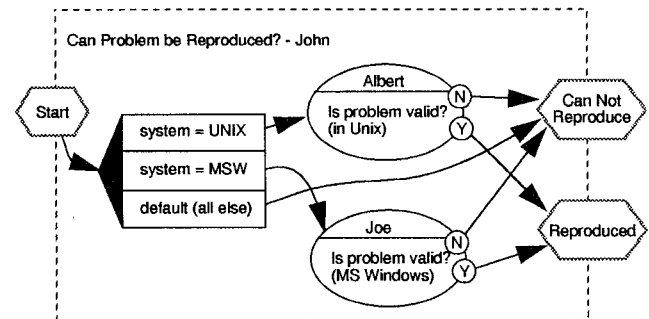 Can Problem be Reproduced? - John
Start
system = UNIX
system = MSW
default (all else)
Albert
Is problem valid?
(in Unix)
N
Y
Joe
Is problem valid?
(MS Windows)
N
Y
Can Not
Reproduce
Reproduced